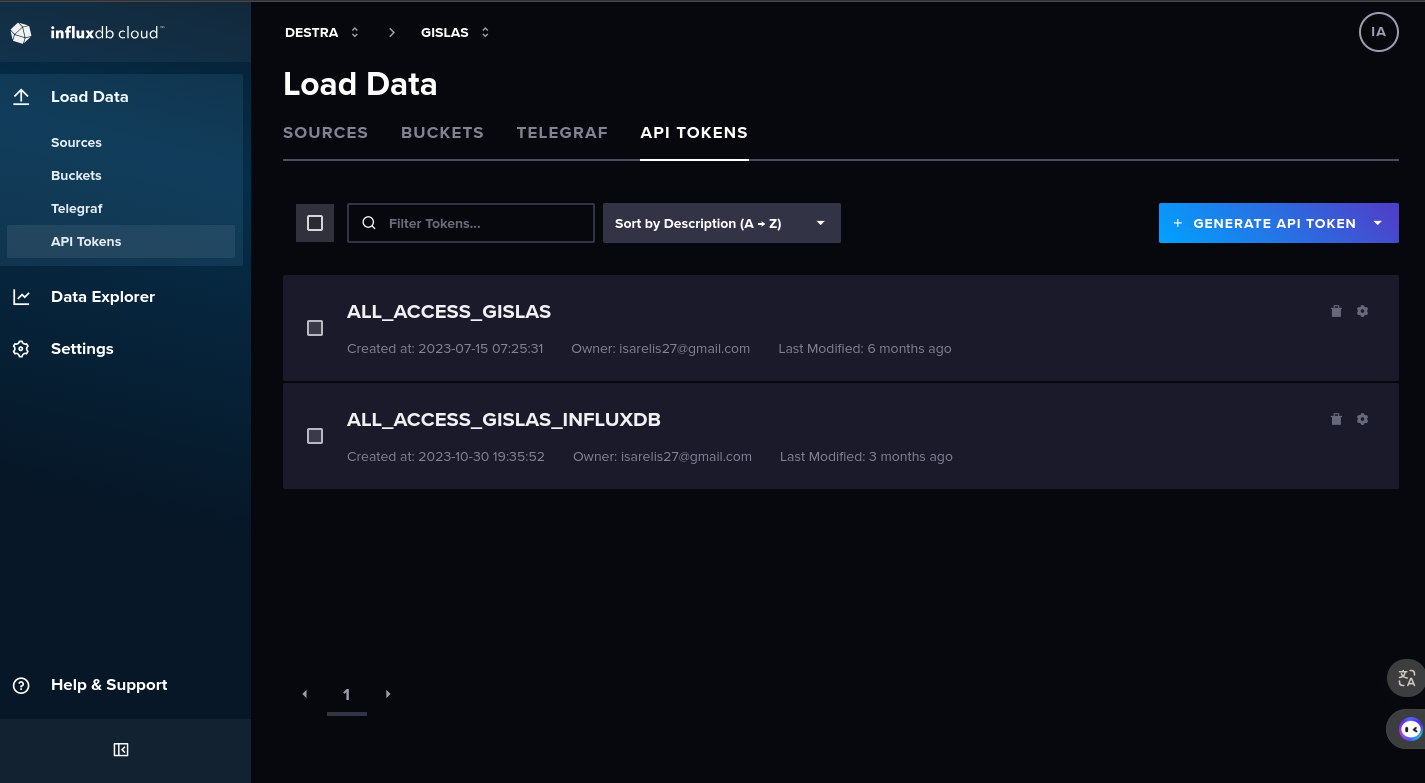 influxdb cloud™
DESTRA
GISLAS
IA
Load Data
Sources
Buckets
Telegraf
API Tokens
Data Explorer
Settings
Help & Support
Load Data
SOURCES BUCKETS TELEGRAF API TOKENS
Filter Tokens...
Sort by Description (A → Z)
+ GENERATE API TOKEN
ALL_ACCESS_GISLAS
Created at: 2023-07-15 07:25:31 Owner: isarelis27@gmail.com Last Modified: 6 months ago
ALL_ACCESS_GISLAS_INFLUXDB
Created at: 2023-10-30 19:35:52 Owner: isarelis27@gmail.com Last Modified: 3 months ago
1